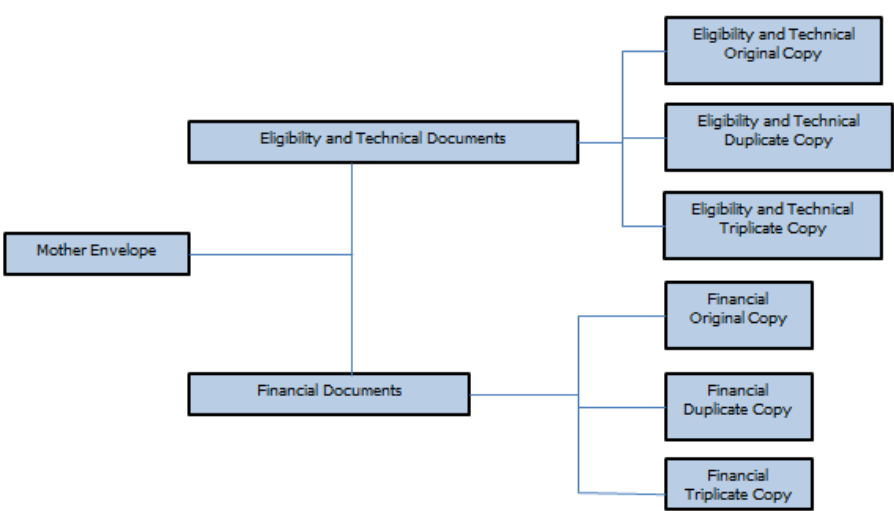 Eligibility and Technical
Original Copy
Eligibility and Technical Documents
Eligibility and Technical
Duplicate Copy
Eligibility and Technical
Triplicate Copy
Mother Envelope
Financial
Original Copy
Financial Documents
Financial
Duplicate Copy
Financial
Triplicate Copy